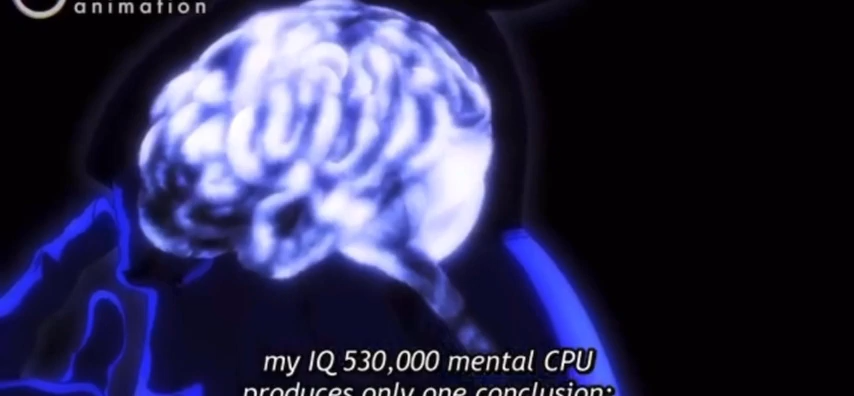 animation
my IQ 530,000 mental CPU
produces only one conclusion: